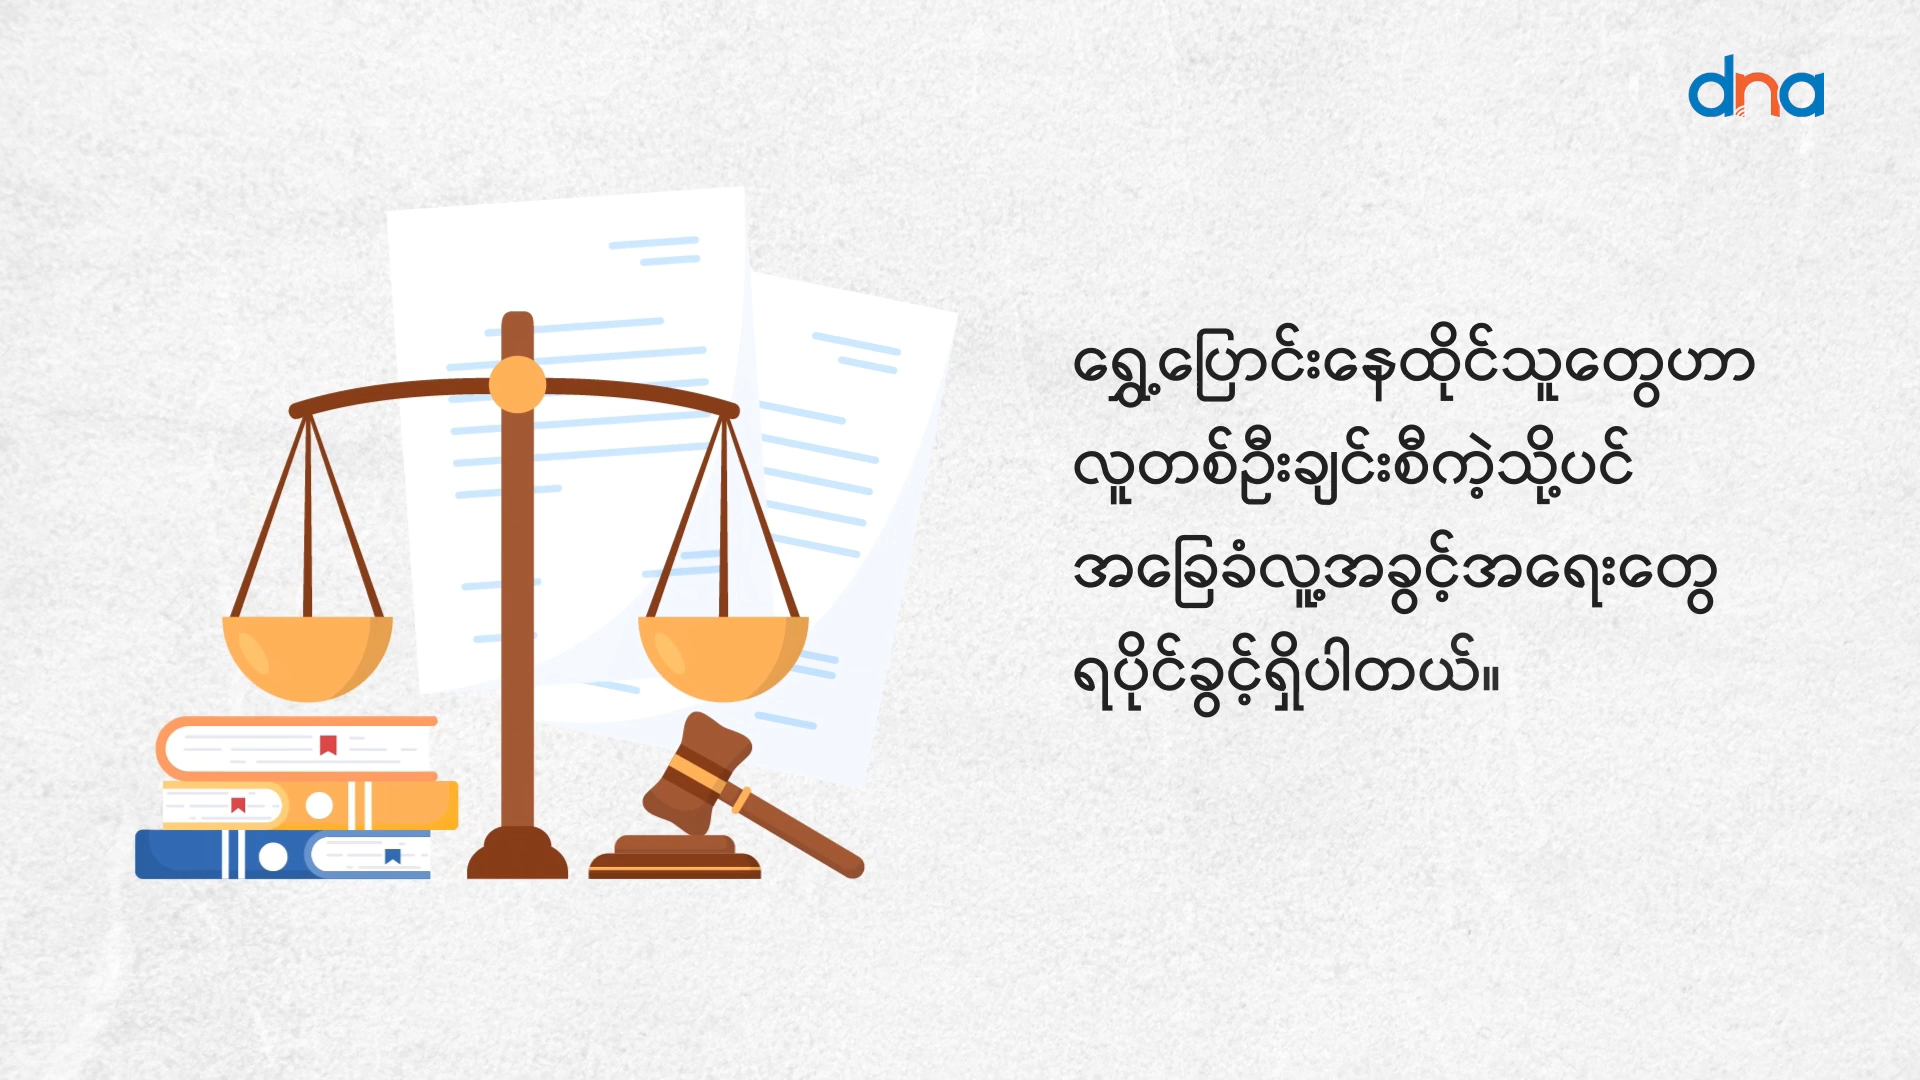 dna
ရွှေ့ပြောင်းနေထိုင်သူတွေဟာ
လူတစ်ဦးချင်းစီကဲ့သို့ပင်
အခြေခံလူ့အခွင့်အရေးတွေ
ရပိုင်ခွင့်ရှိပါတယ်။